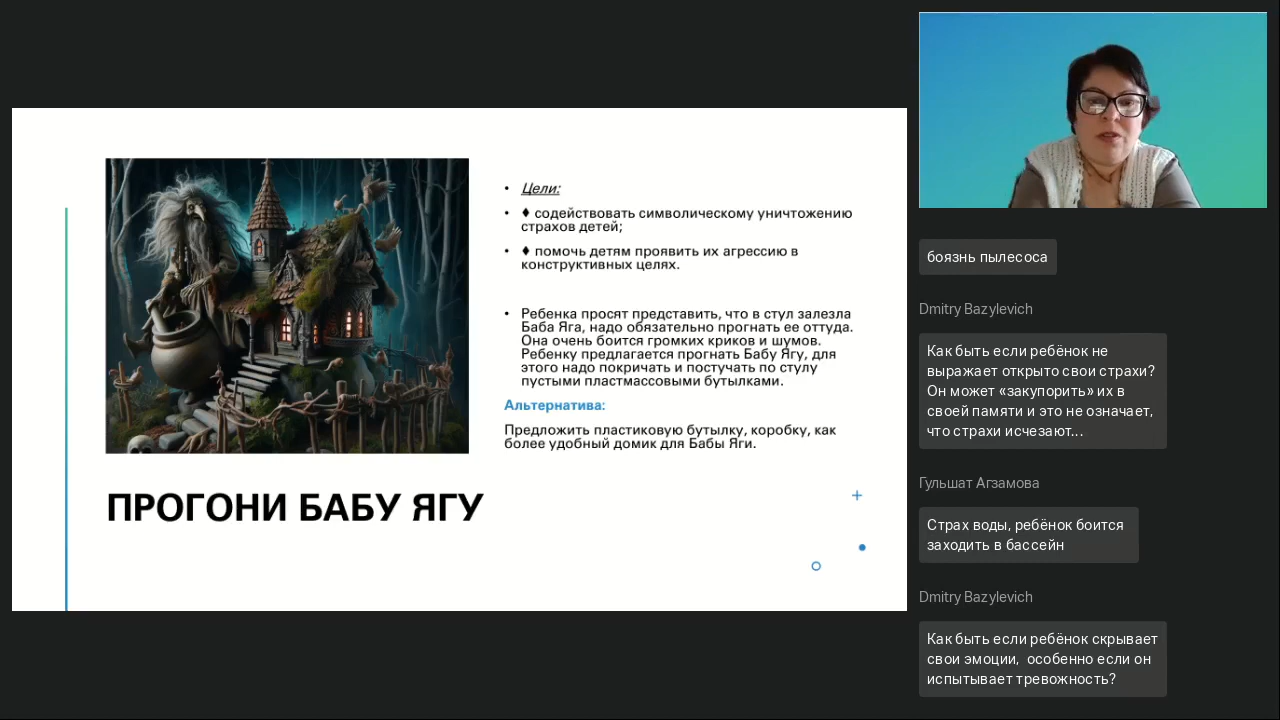 • Цели:
• ♦ содействовать символическому уничтожению
страхов детей;
• ♦ помочь детям проявить их агрессию в
конструктивных целях.
• Ребенка просят представить, что в стул залезла
Баба Яга, надо обязательно прогнать ее оттуда.
Она очень боится громких криков и шумов.
Ребенку предлагается прогнать Бабу Ягу, для
этого надо покричать и постучать по стулу
пустыми пластмассовыми бутылками.
Альтернатива:
Предложить пластиковую бутылку, коробку, как
более удобный домик для Бабы Яги.
ПРОГОНИ БАБУ ЯГУ
боязнь пылесоса
Dmitry Bazylevich
Как быть если ребёнок не
выражает открыто свои страхи?
Он может «закупорить» их в
своей памяти и это не означает,
что страхи исчезают...
Гульшат Агзамова
Страх воды, ребёнок боится
заходить в бассейн
Dmitry Bazylevich
Как быть если ребёнок скрывает
свои эмоции,  особенно если он
испытывает тревожность?